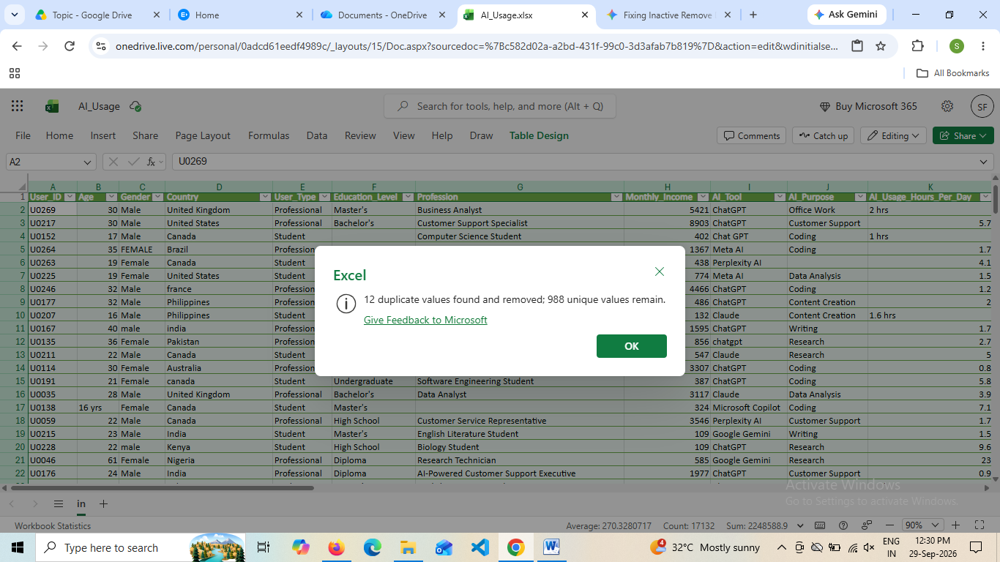 Topic - Google Drive
Home
Documents - OneDrive
AI_Usage.xlsx
Fixing Inactive Remove
Ask Gemini
onedrive.live.com/personal/0adcd61eedf4989c/_layouts/15/Doc.aspx?sourcedoc=%7Bc582d02a-a2bd-431f-99c0-3d3afab7b819%7D&action=edit&wdinitialse...
S
All Bookmarks
AI_Usage
Search for tools, help, and more (Alt + Q)
Buy Microsoft 365
SF
File Home Insert Share Page Layout Formulas Data Review View Help Draw Table Design
Comments Catch up Editing Share
A2 fx U0269
A B C D E F G H I J K
1 User_ID Age Gender Country User_Type Education_Level Profession Monthly_Income AI_Tool AI_Purpose AI_Usage_Hours_Per_Day
2 U0269 30 Male United Kingdom Professional Master's Business Analyst 5421 ChatGPT Office Work 2 hrs
3 U0217 30 Male United States Professional Bachelor's Customer Support Specialist 8903 ChatGPT Customer Support 5.7
4 U0152 17 Male Canada Student Computer Science Student 402 Chat GPT Coding 1 hrs
5 U0264 35 FEMALE Brazil Profession 1367 Meta AI Coding 1.7
6 U0263 19 Female Canada Student 438 Perplexity AI 4.1
7 U0225 19 Female United States Student 774 Meta AI Data Analysis 1.5
8 U0246 32 Male france Profession 4466 ChatGPT Coding 1.2
9 U0177 32 Male Philippines Profession 486 ChatGPT Content Creation 2
10 U0207 16 Male Philippines Student 132 Claude Content Creation 1.6 hrs
11 U0167 40 male india Profession 1595 ChatGPT Writing 1.7
12 U0135 36 Female Pakistan Profession 856 chatgpt Research 2.7
13 U0211 22 Male Canada Student 547 Claude Research 5
14 U0114 30 Female Australia Profession 3307 ChatGPT Coding 0.8
15 U0191 21 Female canada Student Undergraduate Software Engineering Student 387 ChatGPT Coding 5.8
16 U0035 28 Male United Kingdom Professional Bachelor's Data Analyst 3117 Claude Data Analysis 3.9
17 U0138 16 yrs Female Canada Student Master's 324 Microsoft Copilot Coding 7.1
18 U0059 22 Male Canada Professional High School Customer Service Representative 3546 Perplexity AI Customer Support 1.7
19 U0215 23 Male India Student Master's English Literature Student 109 Google Gemini Writing 1.5
20 U0228 22 male Kenya Student High School Biology Student 109 ChatGPT Research 9.6
21 U0046 61 Female Nigeria Professional Diploma Research Technician 585 Google Gemini Research 23
22 U0176 24 Male India Professional Diploma AI-Powered Customer Support Executive 1977 ChatGPT Customer Support 0.9
Excel
12 duplicate values found and removed; 988 unique values remain.
Give Feedback to Microsoft
OK
Activate Windows
Go to Settings to activate Windows.
in
Workbook Statistics Average: 270.3280717 Count: 17132 Sum: 2248588.9 90%
Type here to search
4
32°C Mostly sunny
ENG
IN
12:30 PM
29-Sep-2026